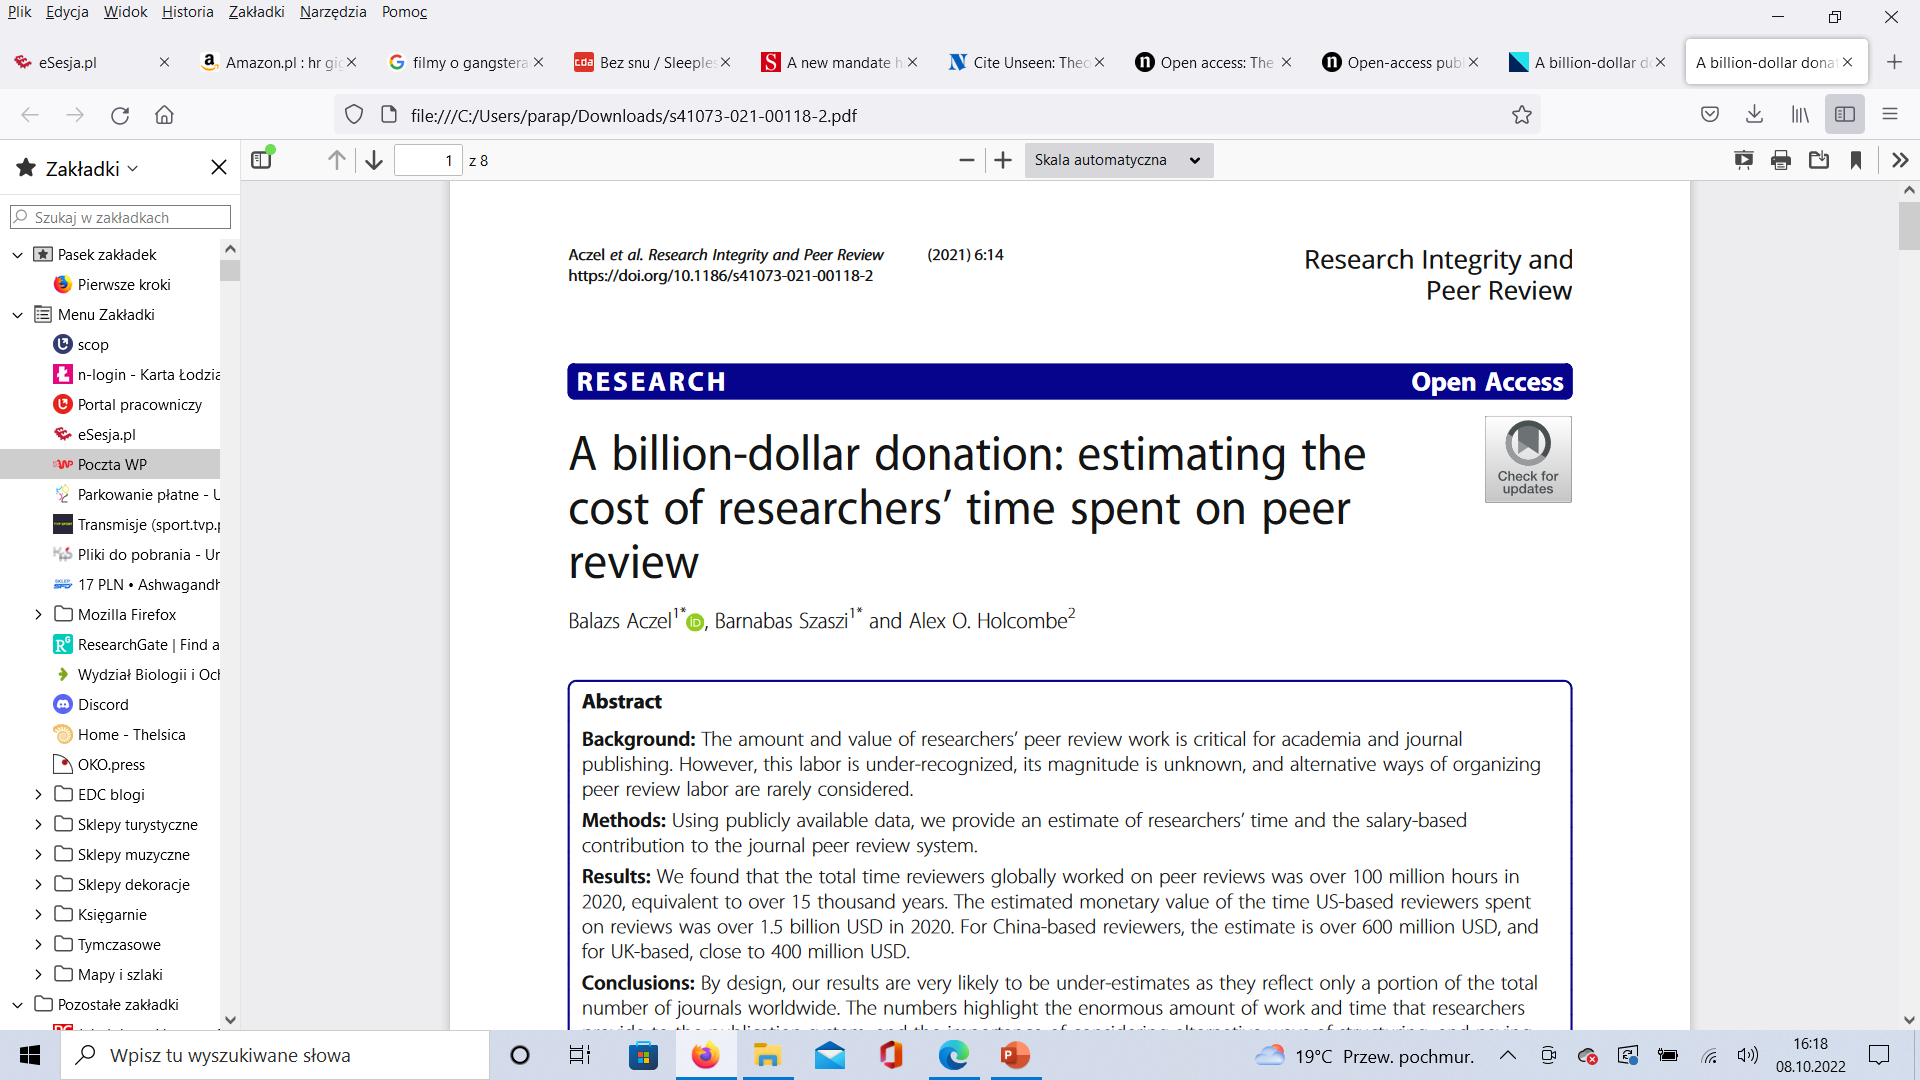 Plik Edycja Widok Historia Zakładki Narzędzia Pomoc
eSesja.pl
Amazon.pl : hr gig
filmy o gangstera
Bez snu / Sleeples
A new mandate h
Cite Unseen: Theo
Open access: The
Open-access publ
A billion-dollar d
A billion-dollar donat
file:///C:/Users/parap/Downloads/s41073-021-00118-2.pdf
Zakładki
1 z 8
Skala automatyczna
Szukaj w zakładkach
Pasek zakładek
Pierwsze kroki
Menu Zakładki
scop
n-login - Karta Łodzia
Portal pracowniczy
eSesja.pl
Poczta WP
Parkowanie płatne - U
Transmisje (sport.tvp.p
Pliki do pobrania - Un
17 PLN • Ashwagandh
Mozilla Firefox
ResearchGate | Find a
Wydział Biologii i Och
Discord
Home - Thelsica
OKO.press
EDC blogi
Sklepy turystyczne
Sklepy muzyczne
Sklepy dekoracje
Księgarnie
Tymczasowe
Mapy i szlaki
Pozostałe zakładki
Aczel et al. Research Integrity and Peer Review (2021) 6:14
https://doi.org/10.1186/s41073-021-00118-2
Research Integrity and
Peer Review
RESEARCH Open Access
A billion-dollar donation: estimating the
cost of researchers’ time spent on peer
review
Check for
updates
Balazs Aczel1* iD, Barnabas Szaszi1* and Alex O. Holcombe2
Abstract
Background: The amount and value of researchers’ peer review work is critical for academia and journal
publishing. However, this labor is under-recognized, its magnitude is unknown, and alternative ways of organizing
peer review labor are rarely considered.
Methods: Using publicly available data, we provide an estimate of researchers’ time and the salary-based
contribution to the journal peer review system.
Results: We found that the total time reviewers globally worked on peer reviews was over 100 million hours in
2020, equivalent to over 15 thousand years. The estimated monetary value of the time US-based reviewers spent
on reviews was over 1.5 billion USD in 2020. For China-based reviewers, the estimate is over 600 million USD, and
for UK-based, close to 400 million USD.
Conclusions: By design, our results are very likely to be under-estimates as they reflect only a portion of the total
number of journals worldwide. The numbers highlight the enormous amount of work and time that researchers
Wpisz tu wyszukiwane słowa
19°C Przew. pochmur.
16:18
08.10.2022